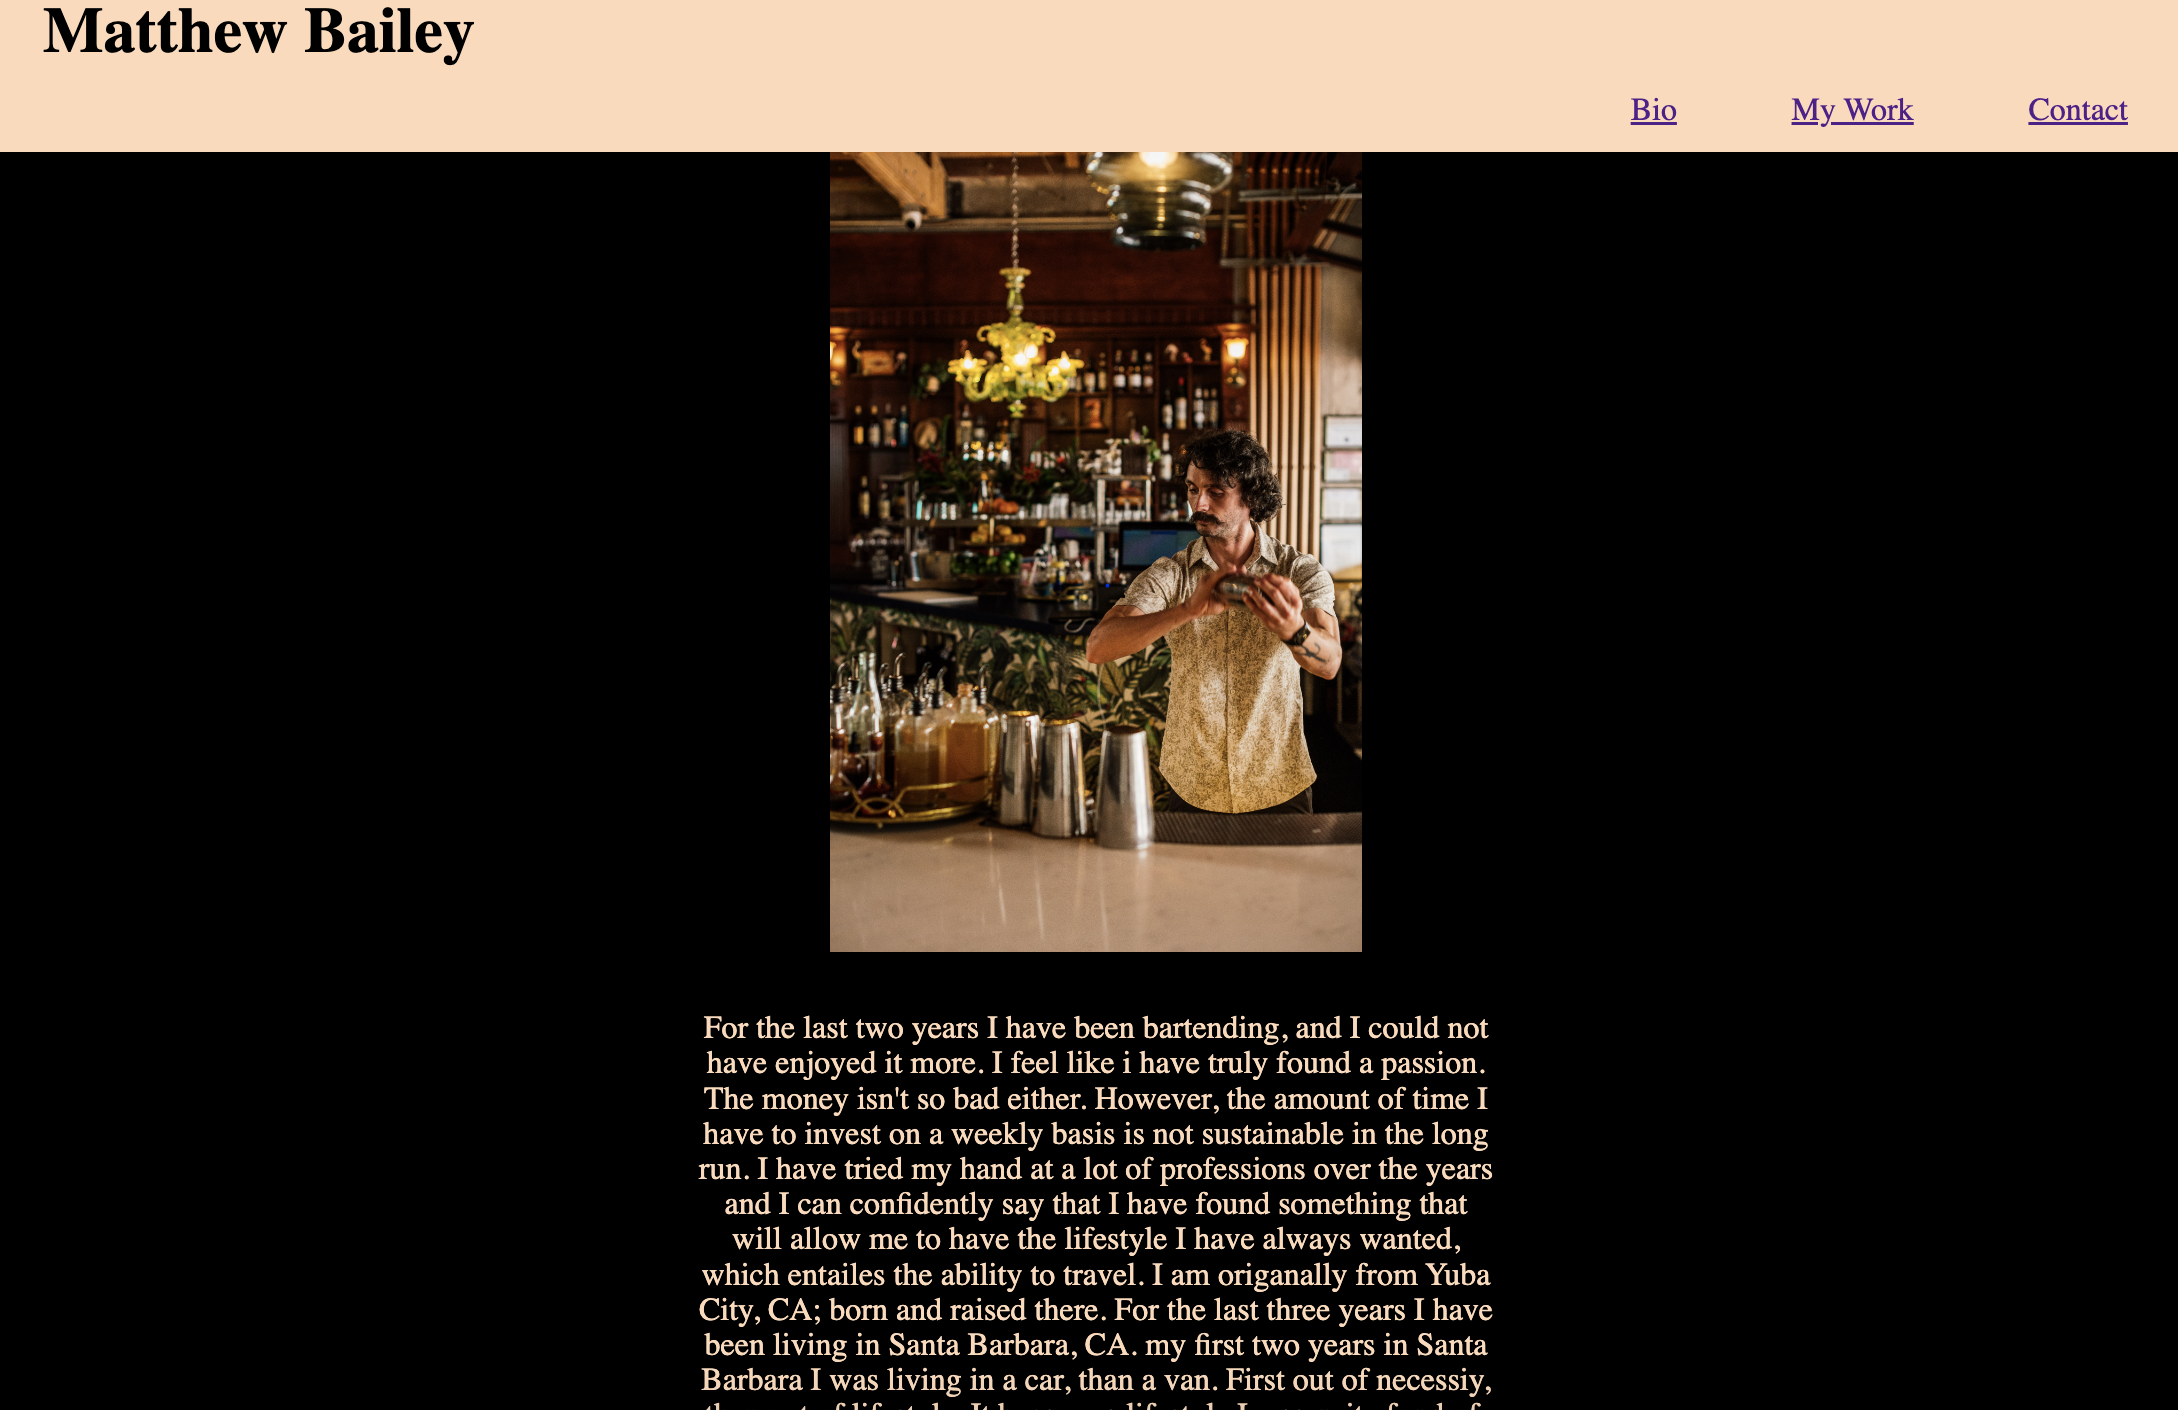 Matthew Bailey
Bio
My Work
Contact
For the last two years I have been bartending, and I could not
have enjoyed it more. I feel like i have truly found a passion.
The money isn't so bad either. However, the amount of time I
have to invest on a weekly basis is not sustainable in the long
run. I have tried my hand at a lot of professions over the years
and I can confidently say that I have found something that
will allow me to have the lifestyle I have always wanted,
which entailes the ability to travel. I am origanally from Yuba
City, CA; born and raised there. For the last three years I have
been living in Santa Barbara, CA. my first two years in Santa
Barbara I was living in a car, than a van. First out of necessiy,